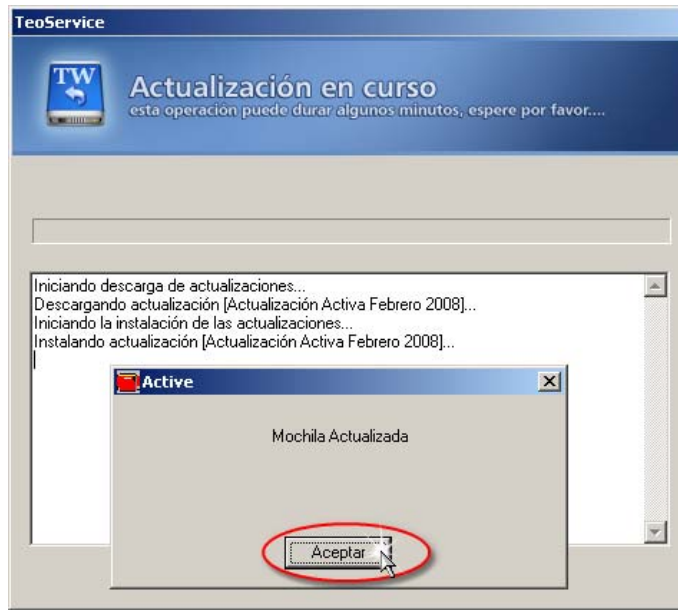 TeoService
TW
Actualización en curso
esta operación puede durar algunos minutos, espere por favor....
Iniciando descarga de actualizaciones...
Descargando actualización [Actualización Activa Febrero 2008]...
Iniciando la instalación de las actualizaciones...
Instalando actualización [Actualización Activa Febrero 2008]...
Active
Mochila Actualizada
Aceptar